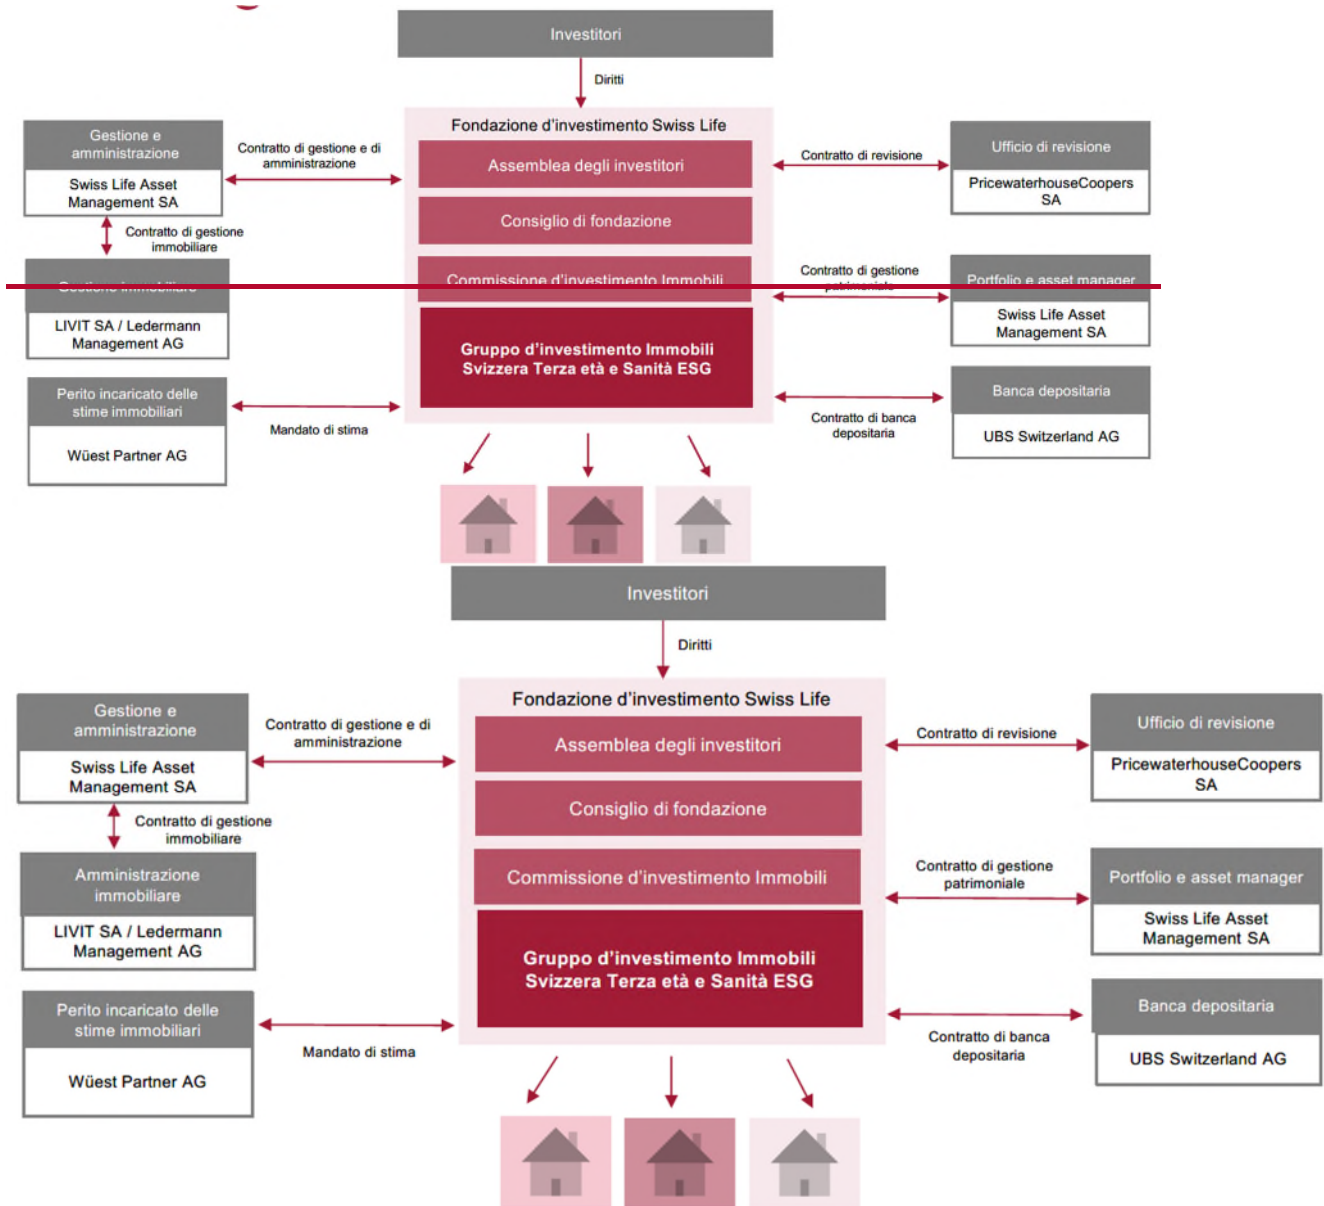 Investitori
Diritti
Fondazione d'investimento Swiss Life
Assemblea degli investitori
Consiglio di fondazione
Commissione d'investimento Immobili
Gruppo d'investimento Immobili
Svizzera Terza età e Sanità ESG
Gestione e
amministrazione
Swiss Life Asset
Management SA
Contratto di gestione e di
amministrazione
Contratto di gestione
immobiliare
Gestione immobiliare
LIVIT SA / Ledermann
Management AG
Perito incaricato delle
stime immobiliari
Wüest Partner AG
Mandato di stima
Contratto di revisione
Ufficio di revisione
PricewaterhouseCoopers
SA
Contratto di gestione
patrimoniale
Portfolio e asset manager
Swiss Life Asset
Management SA
Contratto di banca
depositaria
Banca depositaria
UBS Switzerland AG
Investitori
Diritti
Fondazione d'investimento Swiss Life
Assemblea degli investitori
Consiglio di fondazione
Commissione d'investimento Immobili
Gruppo d'investimento Immobili
Svizzera Terza età e Sanità ESG
Gestione e
amministrazione
Swiss Life Asset
Management SA
Contratto di gestione e di
amministrazione
Contratto di gestione
immobiliare
Amministrazione
immobiliare
LIVIT SA / Ledermann
Management AG
Perito incaricato delle
stime immobiliari
Wüest Partner AG
Mandato di stima
Contratto di revisione
Ufficio di revisione
PricewaterhouseCoopers
SA
Contratto di gestione
patrimoniale
Portfolio e asset manager
Swiss Life Asset
Management SA
Contratto di banca
depositaria
Banca depositaria
UBS Switzerland AG